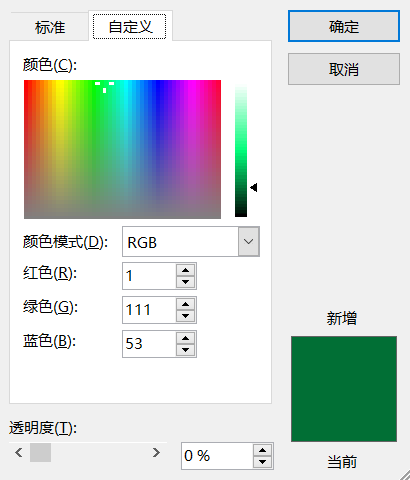 标准 自定义 确定
取消
颜色(C):
颜色模式(D): RGB
红色(R): 1
绿色(G): 111
新增
蓝色(B): 53
透明度(T):
0 %
当前